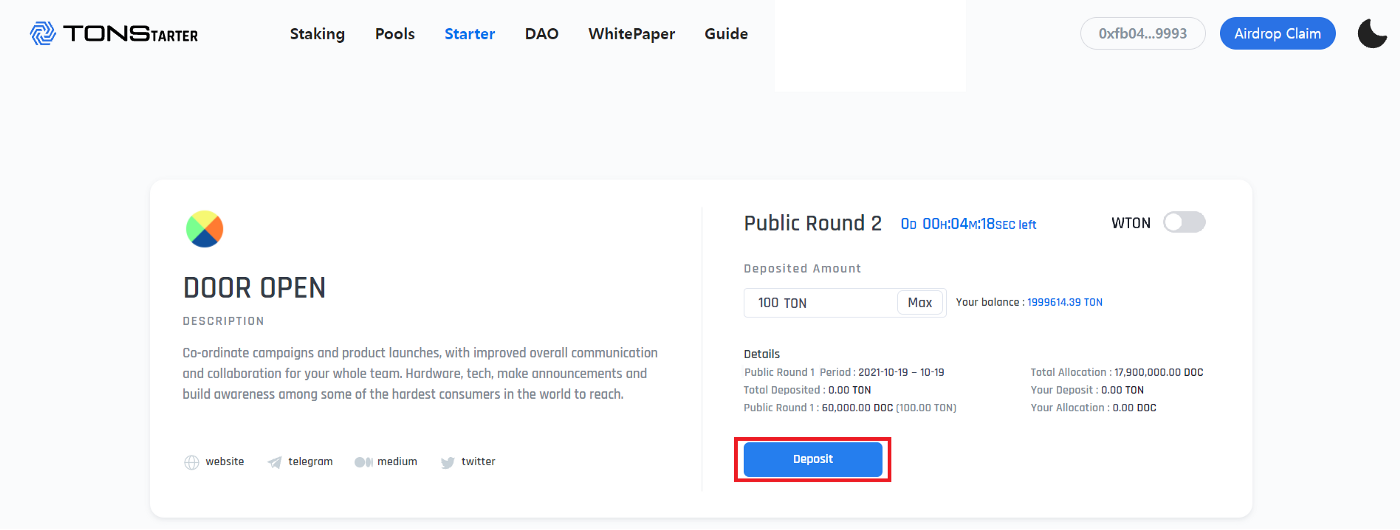 TONSTARTER Staking Pools Starter DAO WhitePaper Guide 0xfb04...9993 Airdrop Claim
DOOR OPEN
DESCRIPTION
Co-ordinate campaigns and product launches, with improved overall communication
and collaboration for your whole team. Hardware, tech, make announcements and
build awareness among some of the hardest consumers in the world to reach.
website telegram medium twitter
Public Round 2 0D 00H:04M:18SEC left WTON
Deposited Amount
100 TON Max Your balance : 1999614.39 TON
Details
Public Round 1 Period : 2021-10-19 ~ 10-19 Total Allocation : 17,900,000.00 DOC
Total Deposited : 0.00 TON Your Deposit : 0.00 TON
Public Round 1 : 60,000.00 DOC (100.00 TON) Your Allocation : 0.00 DOC
Deposit